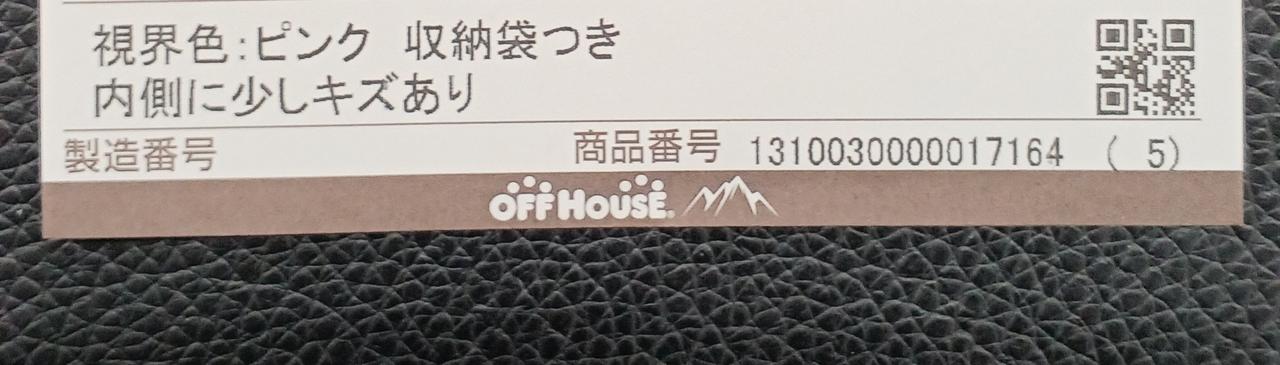 視界色:ピンク 収納袋つき
内側に少しキズあり
製造番号 商品番号 1310030000017164 ( 5)
OFF HOUSE®